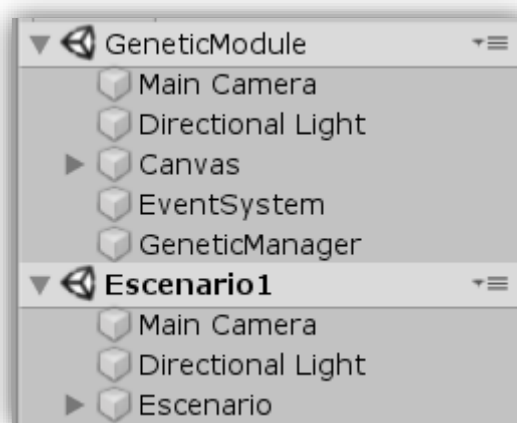 GeneticModule
Main Camera
Directional Light
Canvas
EventSystem
GeneticManager
Escenario1
Main Camera
Directional Light
Escenario